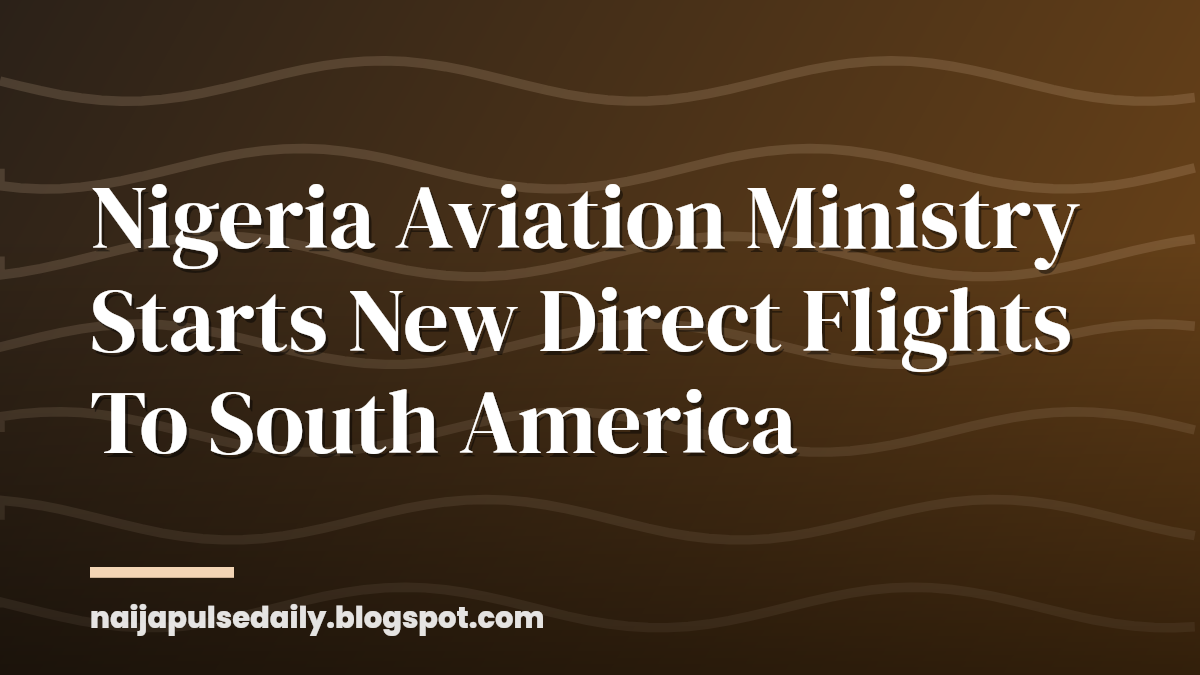 Nigeria Aviation Ministry
Starts New Direct Flights
To South America
naijapulsedaily.blogspot.com